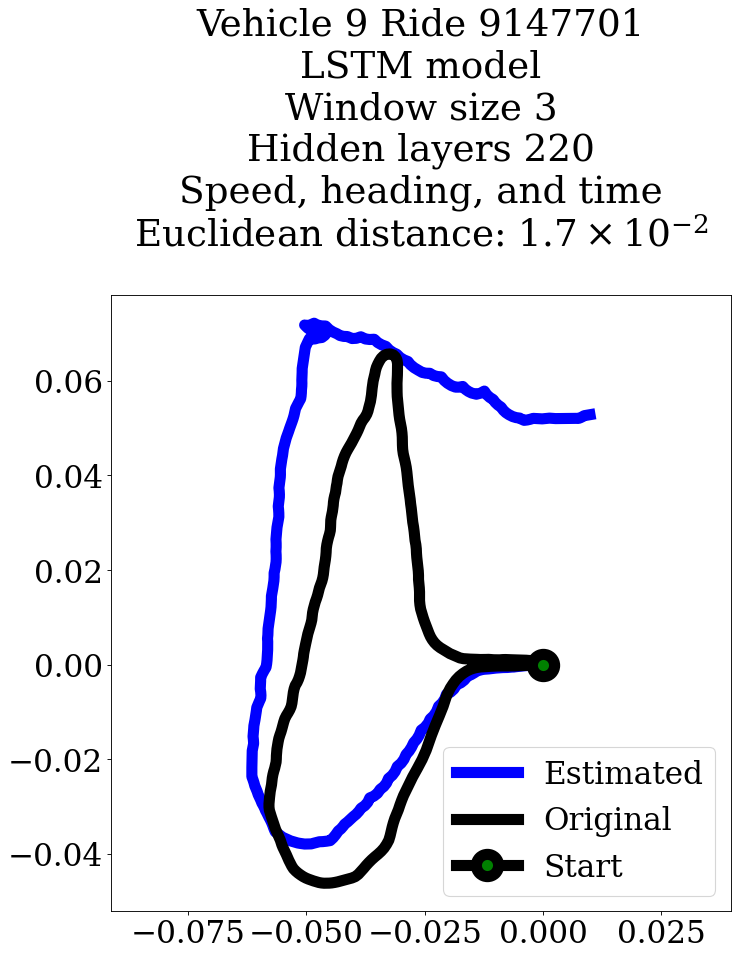 Vehicle 9 Ride 9147701
LSTM model
Window size 3
Hidden layers 220
Speed, heading, and time
Euclidean distance: 1.7 × 10⁻²
0.06
0.04
0.02
0.00
−0.02
−0.04
Estimated
Original
Start
−0.075 −0.050 −0.025 0.000 0.025